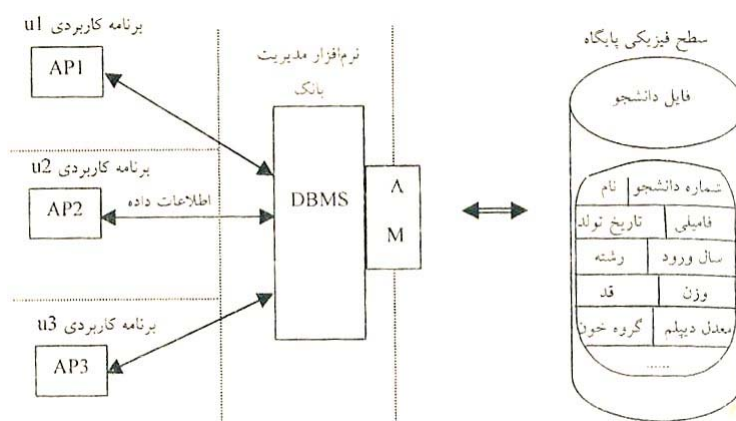 برنامه کاربردی u1
AP1
نرم‌افزار مدیریت
بانک
سطح فیزیکی پایگاه
فایل دانشجو
برنامه کاربردی u2
AP2
اطلاعات داده
DBMS
A
M
شماره دانشجو نام
فامیلی تاریخ تولد
سال ورود رشته
وزن قد
معدل دیپلم گروه خون
......
برنامه کاربردی u3
AP3